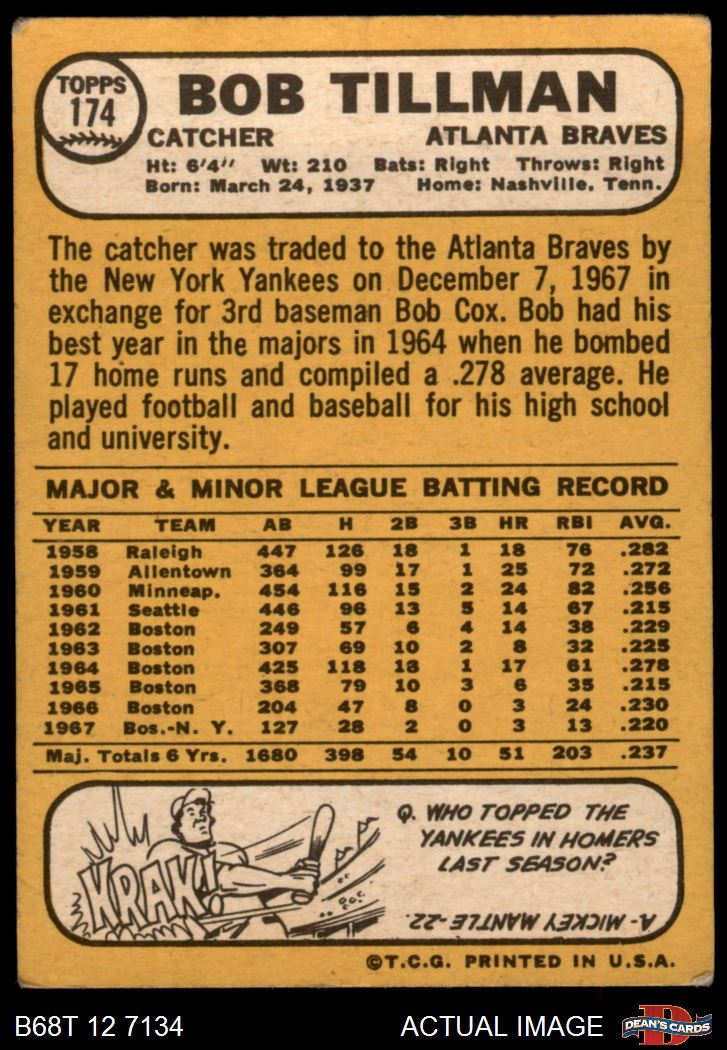 TOPPS
174
BOB TILLMAN
CATCHER ATLANTA BRAVES
Ht: 6'4" Wt: 210 Bats: Right Throws: Right
Born: March 24, 1937 Home: Nashville, Tenn.
The catcher was traded to the Atlanta Braves by
the New York Yankees on December 7, 1967 in
exchange for 3rd baseman Bob Cox. Bob had his
best year in the majors in 1964 when he bombed
17 home runs and compiled a .278 average. He
played football and baseball for his high school
and university.
MAJOR & MINOR LEAGUE BATTING RECORD
YEAR TEAM AB H 2B 3B HR RBI AVG.
1958 Raleigh 447 126 18 1 18 76 .282
1959 Allentown 364 99 17 1 25 72 .272
1960 Minneap. 454 116 15 2 24 82 .256
1961 Seattle 446 96 13 5 14 67 .215
1962 Boston 249 57 6 4 14 38 .229
1963 Boston 307 69 10 2 8 32 .225
1964 Boston 425 118 18 1 17 61 .278
1965 Boston 368 79 10 3 6 35 .215
1966 Boston 204 47 8 0 3 24 .230
1967 Bos.-N. Y. 127 28 2 0 3 13 .220
Maj. Totals 6 Yrs. 1680 398 54 10 51 203 .237
KRAK!
Q. WHO TOPPED THE
YANKEES IN HOMERS
LAST SEASON?
A- MICKEY MANTLE-22.
©T.C.G. PRINTED IN U.S.A.
B68T 12 7134 ACTUAL IMAGE
D
DEAN'S CARDS